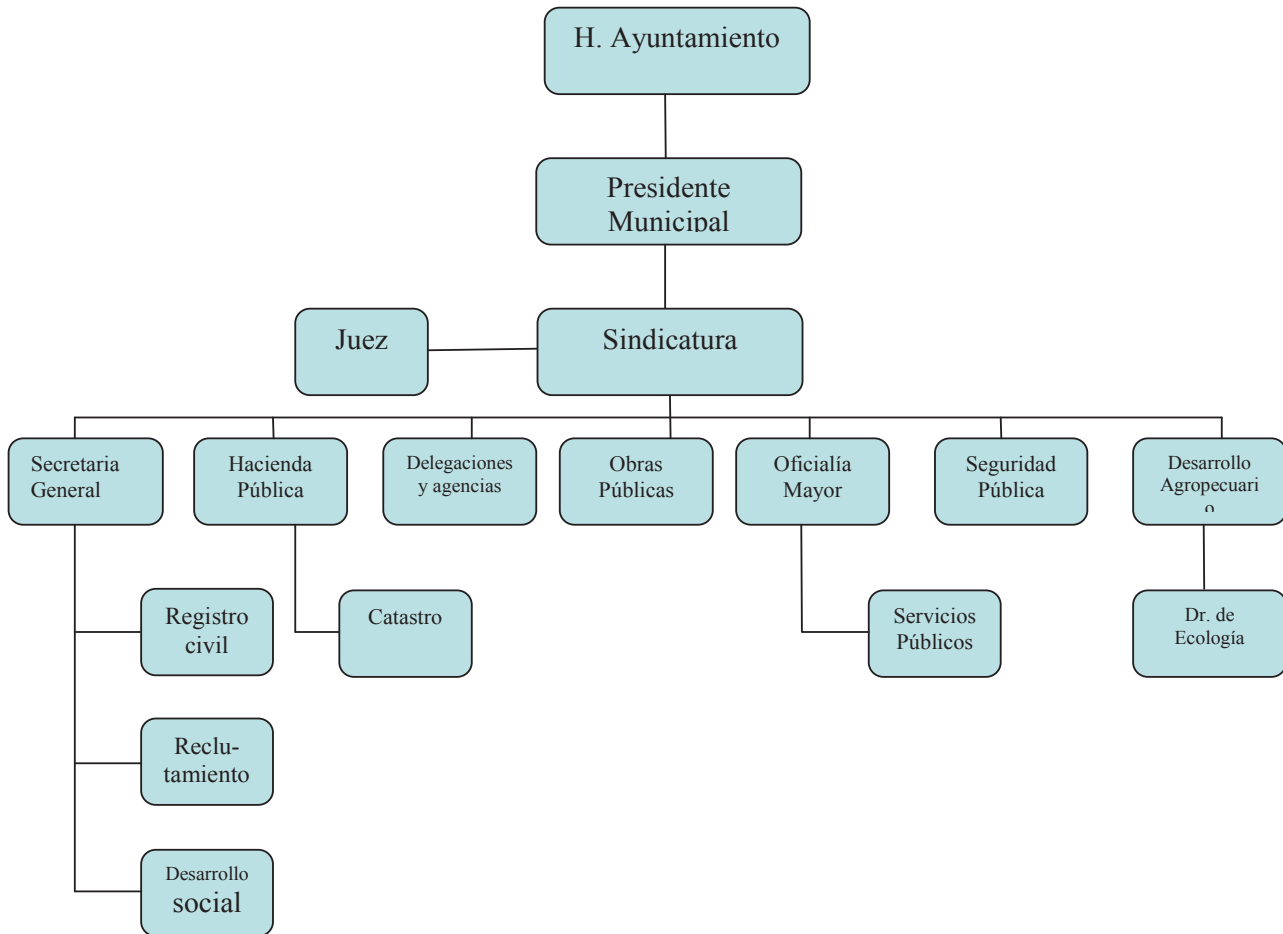 H. Ayuntamiento
Presidente
Municipal
Juez
Sindicatura
Secretaria
General
Hacienda
Pública
Delegaciones
y agencias
Obras
Públicas
Oficialía
Mayor
Seguridad
Pública
Desarrollo
Agropecuari
o
Registro
civil
Catastro
Servicios
Públicos
Dr. de
Ecología
Reclu-
tamiento
Desarrollo
social